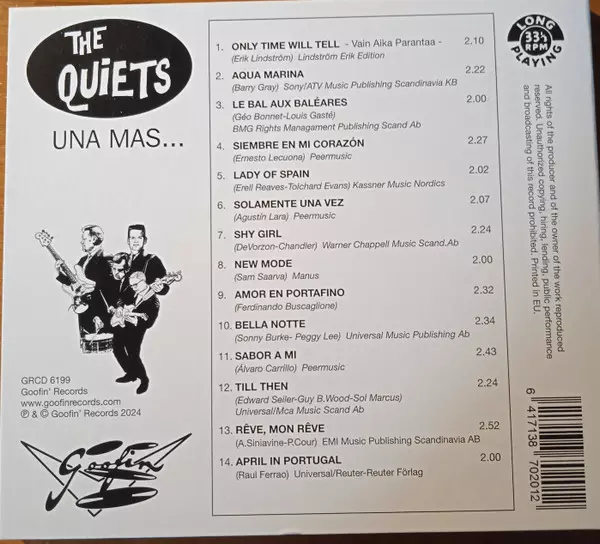 THE
QUiETS
UNA MAS...
1. ONLY TIME WILL TELL - Vain Aika Parantaa - 2.10
(Erik Lindström) Lindström Erik Edition
2. AQUA MARINA 2.22
(Barry Gray) Sony/ATV Music Publishing Scandinavia KB
3. LE BAL AUX BALÉARES 2.00
(Géo Bonnet-Louis Gasté)
BMG Rights Managament Publishing Scand Ab
4. SIEMBRE EN MI CORAZÓN 2.27
(Ernesto Lecuona) Peermusic
5. LADY OF SPAIN 2.02
(Erell Reaves-Tolchard Evans) Kassner Music Nordics
6. SOLAMENTE UNA VEZ 2.07
(Agustín Lara) Peermusic
7. SHY GIRL 2.24
(DeVorzon-Chandler) Warner Chappell Music Scand.Ab
8. NEW MODE 2.00
(Sam Saarva) Manus
9. AMOR EN PORTAFINO 2.32
(Ferdinando Buscaglione)
10. BELLA NOTTE 2.34
(Sonny Burke- Peggy Lee) Universal Music Publishing Ab
11. SABOR A MI 2.43
(Álvaro Carrillo) Peermusic
12. TILL THEN 2.24
(Edward Seiler-Guy B.Wood-Sol Marcus)
Universal/Mca Music Scand Ab
13. RÊVE, MON RÊVE 2.52
(A.Siniavine-P.Cour) EMI Music Publishing Scandinavia AB
14. APRIL IN PORTUGAL 2.00
(Raul Ferrao) Universal/Reuter-Reuter Förlag
GRCD 6199
Goofin' Records
www.goofinrecords.com
℗ & © Goofin' Records 2024
Goofin
LONG
33⅓
RPM
PLAYING
All rights of the producer and of the owner of the work reproduced
reserved. Unauthorized copying, hiring, lending, public performance
and broadcasting of this record prohibited. Printed in EU.
6 417138 702012